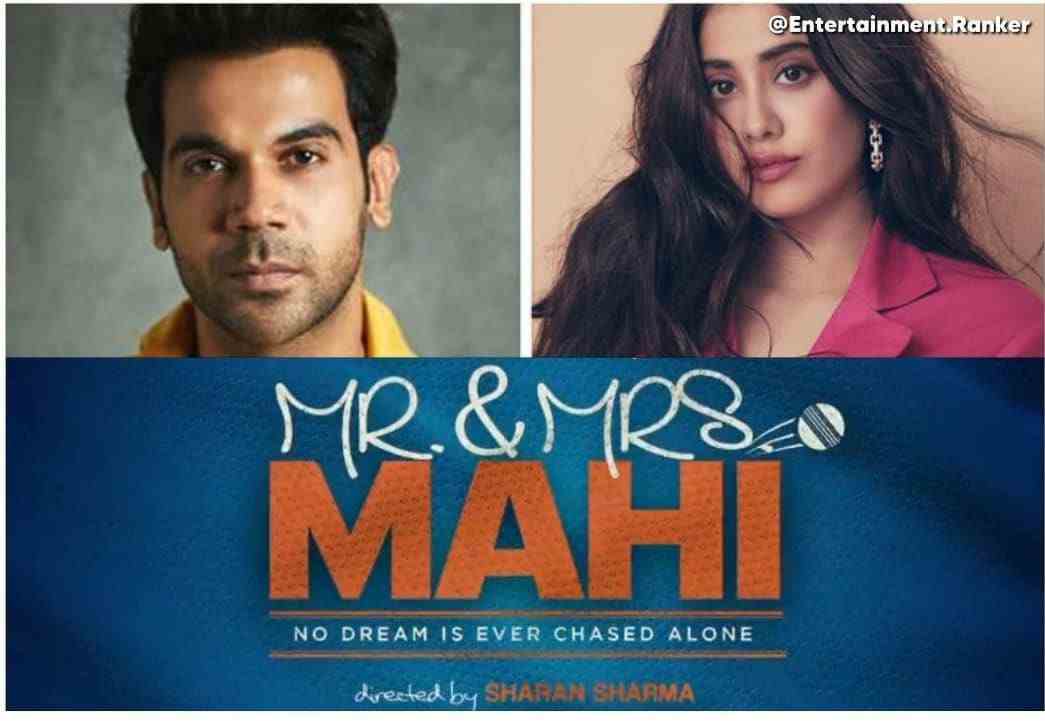 @Entertainment.Ranker
MR. & MRS.
MAHI
NO DREAM IS EVER CHASED ALONE
directed by SHARAN SHARMA